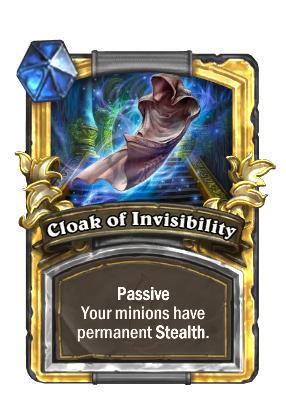 Cloak of Invisibility
Passive
Your minions have
permanent Stealth.